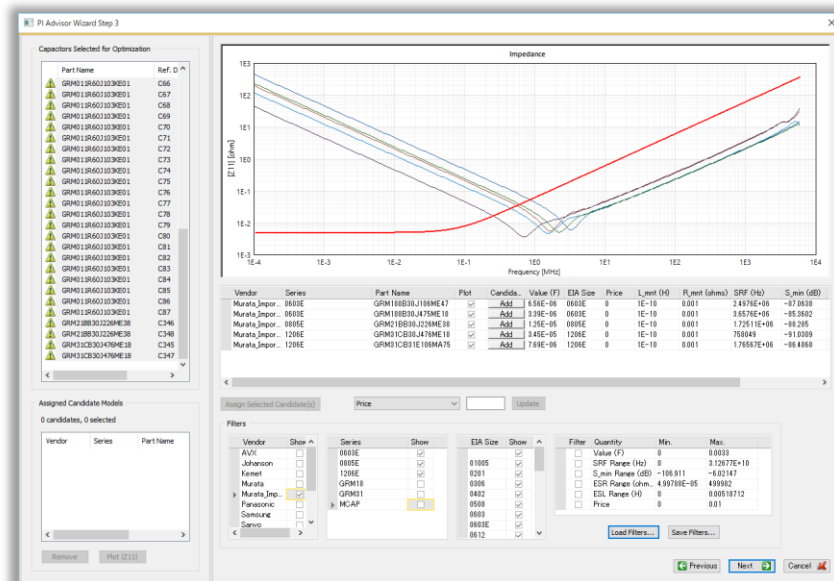 PI Advisor Wizard Step 3
Capacitors Selected for Optimization
Part Name Ref. D
GRM011R60J103KE01 C66
GRM011R60J103KE01 C67
GRM011R60J103KE01 C68
GRM011R60J103KE01 C69
GRM011R60J103KE01 C70
GRM011R60J103KE01 C71
GRM011R60J103KE01 C72
GRM011R60J103KE01 C73
GRM011R60J103KE01 C74
GRM011R60J103KE01 C75
GRM011R60J103KE01 C76
GRM011R60J103KE01 C77
GRM011R60J103KE01 C78
GRM011R60J103KE01 C79
GRM011R60J103KE01 C80
GRM011R60J103KE01 C81
GRM011R60J103KE01 C82
GRM011R60J103KE01 C83
GRM011R60J103KE01 C84
GRM011R60J103KE01 C85
GRM011R60J103KE01 C86
GRM011R60J103KE01 C87
GRM21BB30J226ME38 C346
GRM21BB30J226ME38 C348
GRM31CB30J476ME18 C345
GRM31CB30J476ME18 C347
Assigned Candidate Models
0 candidates, 0 selected
Vendor Series Part Name
Remove Plot |Z11|
Impedance
|Z11| [ohm]
1E3
1E2
1E1
1E0
1E-1
1E-2
1E-3
1E-4 1E-3 1E-2 1E-1 1E0 1E1 1E2 1E3 1E4
Frequency [MHz]
Vendor Series Part Name Plot Candida... Value (F) EIA Size Price L_mnt (H) R_mnt (ohms) SRF (Hz) S_min (dB)
Murata_Impor... 0603E GRM188B30J106ME47 Add 6.56E-06 0603E 0 1E-10 0.001 2.4976E+06 -87.0638
Murata_Impor... 0603E GRM188B30J475ME18 Add 3.39E-06 0603E 0 1E-10 0.001 3.6576E+06 -85.3602
Murata_Impor... 0805E GRM21BB30J226ME38 Add 1.25E-05 0805E 0 1E-10 0.001 1.72511E+06 -88.285
Murata_Impor... 1206E GRM31CB30J476ME18 Add 3.45E-05 1206E 0 1E-10 0.001 758049 -91.0309
Murata_Impor... 1206E GRM31CB31E106MA75 Add 7.69E-06 1206E 0 1E-10 0.001 1.76567E+06 -86.4868
Assign Selected Candidate(s) Price Update
Filters
Vendor Show
AVX
Johanson
Kemet
Murata
Murata_Imp...
Panasonic
Samsung
Sanyo
Series Show
0603E
0805E
1206E
GRM18
GRM31
MCAP
EIA Size Show
01005
0201
0306
0402
0508
0603
0603E
0612
Filter Quantity Min. Max.
Value (F) 0 0.0033
SRF Range (Hz) 0 3.12677E+10
S_min Range (dB) -106.911 -6.02147
ESR Range (ohm... 4.99788E-05 499982
ESL Range (H) 0 0.00518712
Price 0 0.01
Load Filters... Save Filters...
Previous Next Cancel